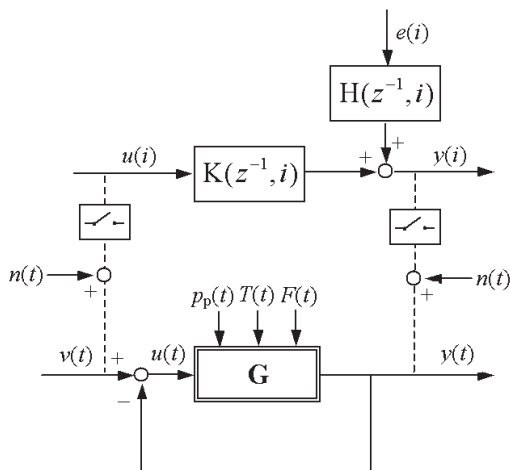 e(i)
H(z⁻¹,i)
+
u(i)
K(z⁻¹,i)
+
y(i)
n(t)
+
p_p(t) T(t) F(t)
+
n(t)
v(t)
+
u(t)
G
y(t)
−